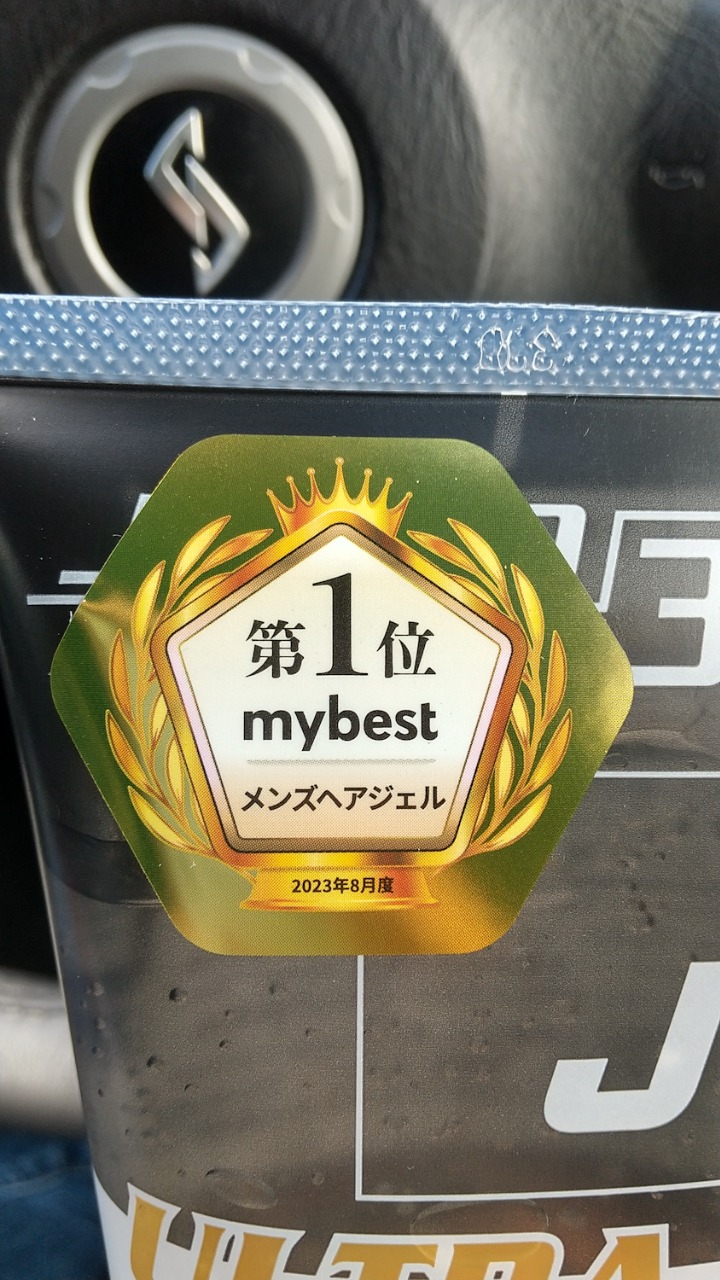 第1位
mybest
メンズヘアジェル
2023年8月度
J
ULTRA